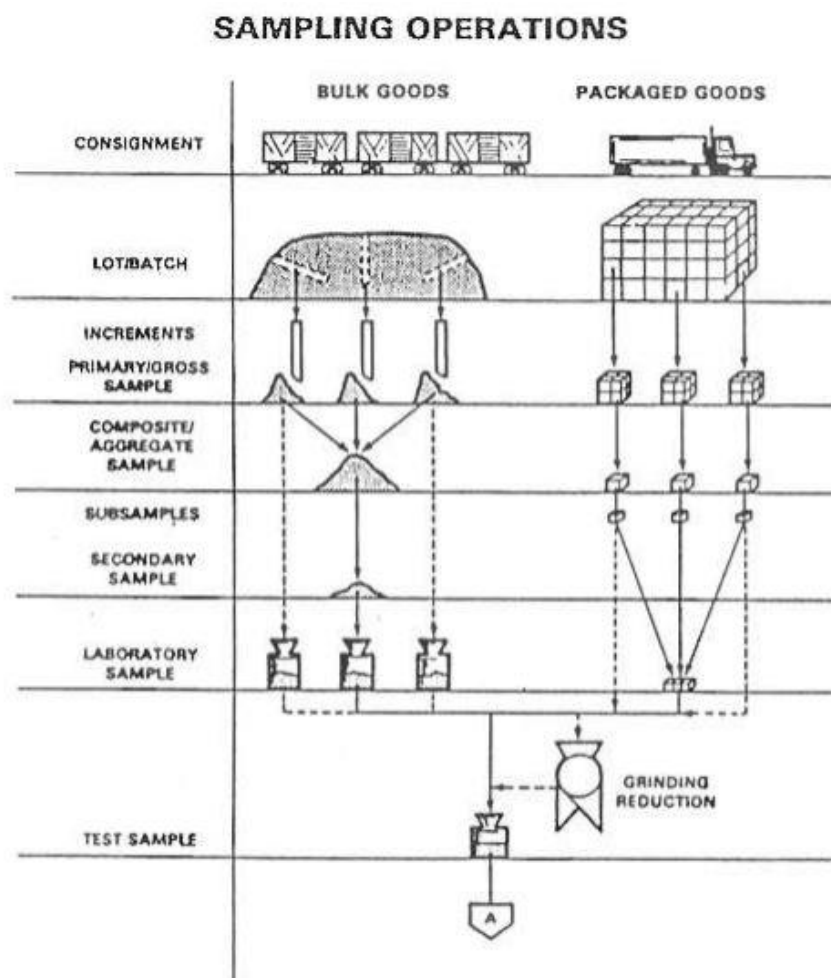 SAMPLING OPERATIONS
BULK GOODS
PACKAGED GOODS
CONSIGNMENT
LOT/BATCH
INCREMENTS
PRIMARY/GROSS
SAMPLE
COMPOSITE/
AGGREGATE
SAMPLE
SUBSAMPLES
SECONDARY
SAMPLE
LABORATORY
SAMPLE
GRINDING
REDUCTION
TEST SAMPLE
A